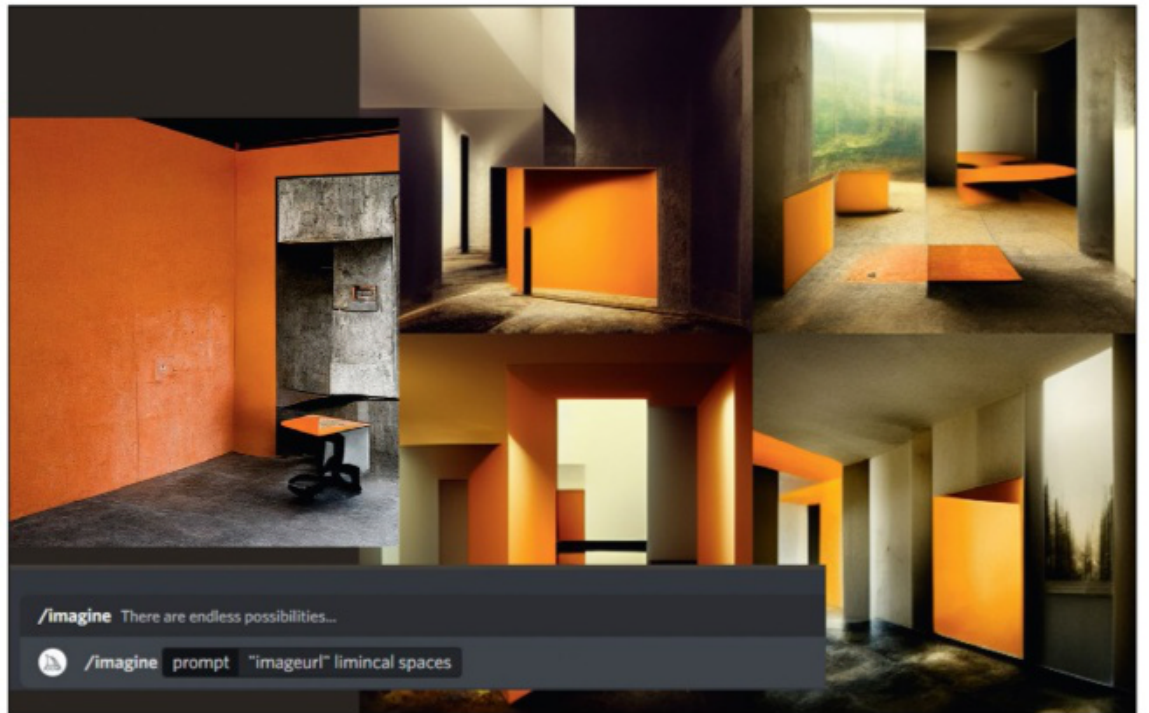 /imagine There are endless possibilities...
/imagine prompt "imageurl" limincal spaces